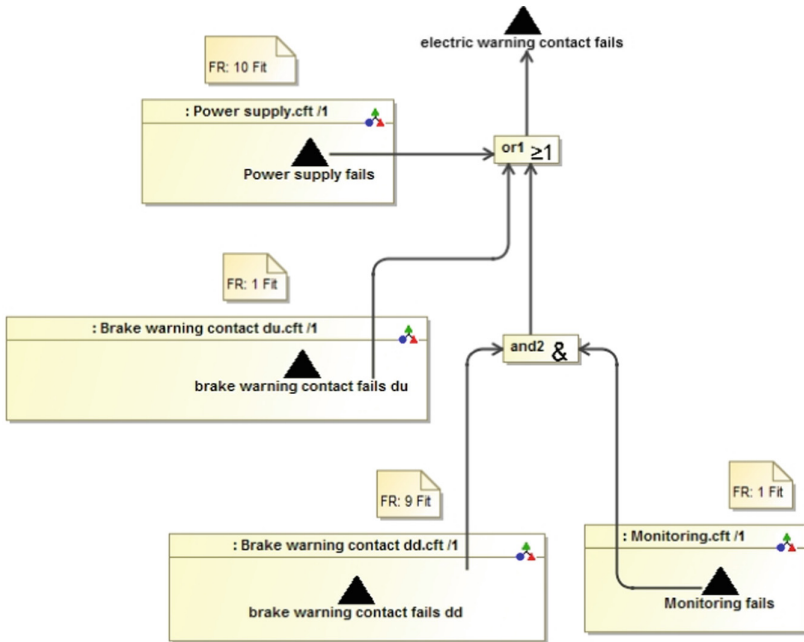 electric warning contact fails
FR: 10 Fit
: Power supply.cft /1
Power supply fails
or1 ≥1
FR: 1 Fit
: Brake warning contact du.cft /1
brake warning contact fails du
and2 &
FR: 9 Fit
FR: 1 Fit
: Brake warning contact dd.cft /1
: Monitoring.cft /1
brake warning contact fails dd
Monitoring fails